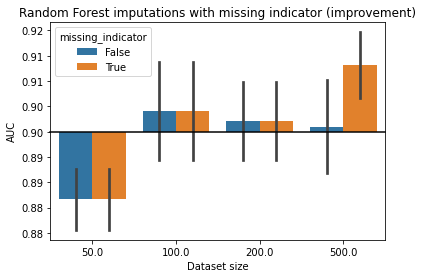 Random Forest imputations with missing indicator (improvement)
missing_indicator
False
True
0.92
0.91
0.91
0.90
0.90
0.89
0.89
0.88
0.88
AUC
50.0 100.0 200.0 500.0
Dataset size